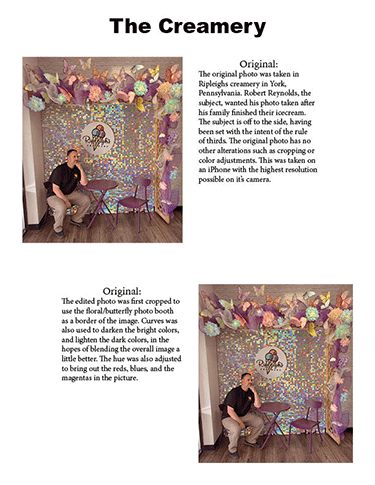 The Creamery
Original:
The original photo was taken in
Ripleighs creamery in York,
Pennsylvania. Robert Reynolds, the
subject, wanted his photo taken after
his family finished their icecream.
The subject is off to the side, having
been set with the intent of the rule
of thirds. The original photo has no
other alterations such as cropping or
color adjustments. This was taken on
an iPhone with the highest resolution
possible on it's camera.
Original:
The edited photo was first cropped to
use the floral/butterfly photo booth
as a border of the image. Curves was
also used to darken the bright colors,
and lighten the dark colors, in the
hopes of blending the overall image a
little better. The hue was also adjusted
to bring out the reds, blues, and the
magentas in the picture.